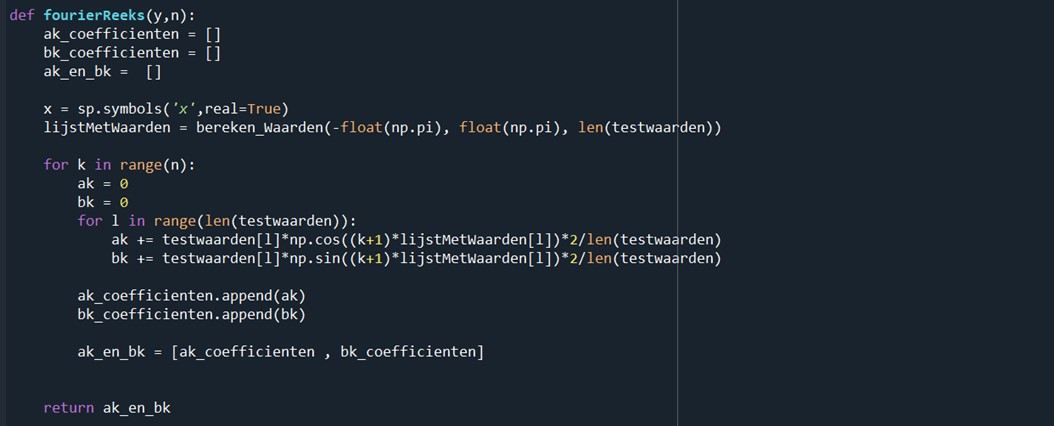 def fourierReeks(y,n):
    ak_coefficienten = []
    bk_coefficienten = []
    ak_en_bk =  []
    x = sp.symbols('x',real=True)
    lijstMetWaarden = bereken_Waarden(-float(np.pi), float(np.pi), len(testwaarden))
    for k in range(n):
        ak = 0
        bk = 0
        for l in range(len(testwaarden)):
            ak += testwaarden[l]*np.cos((k+1)*lijstMetWaarden[l])*2/len(testwaarden)
            bk += testwaarden[l]*np.sin((k+1)*lijstMetWaarden[l])*2/len(testwaarden)
        ak_coefficienten.append(ak)
        bk_coefficienten.append(bk)
        ak_en_bk = [ak_coefficienten , bk_coefficienten]
    return ak_en_bk